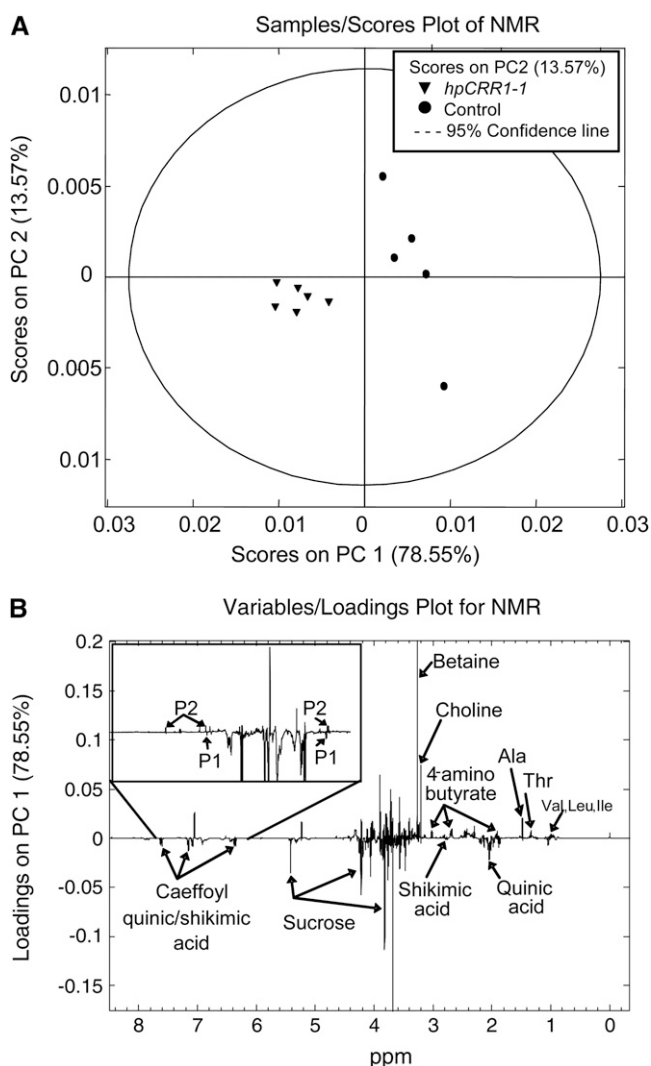 A
Samples/Scores Plot of NMR
Scores on PC2 (13.57%)
hpCRR1-1
Control
95% Confidence line
Scores on PC 2 (13.57%)
0.01
0.005
0
0.005
0.01
0.03
0.02
0.01
0
0.01
0.02
0.03
Scores on PC 1 (78.55%)
B
Variables/Loadings Plot for NMR
Loadings on PC 1 (78.55%)
0.2
0.15
0.1
0.05
0
-0.05
-0.1
-0.15
P2
P1
P2
P1
Betaine
Choline
4-amino
butyrate
Ala
Thr
Val,Leu,Ile
Caeffoyl
quinic/shikimic
acid
Sucrose
Shikimic
acid
Quinic
acid
8
7
6
5
4
3
2
1
0
ppm